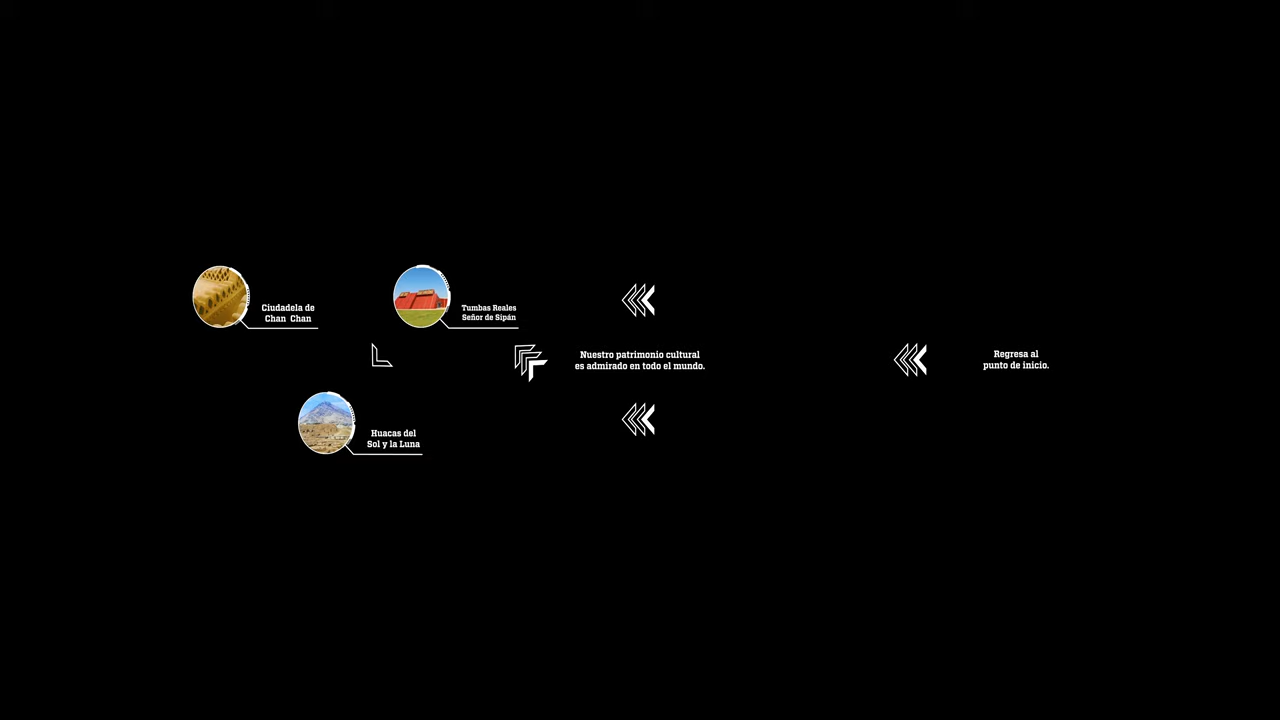 Ciudadela de
Chan Chan
Tumbas Reales
Señor de Sipán
Nuestro patrimonio cultural
es admirado en todo el mundo.
Regresa al
punto de inicio.
Huacas del
Sol y la Luna